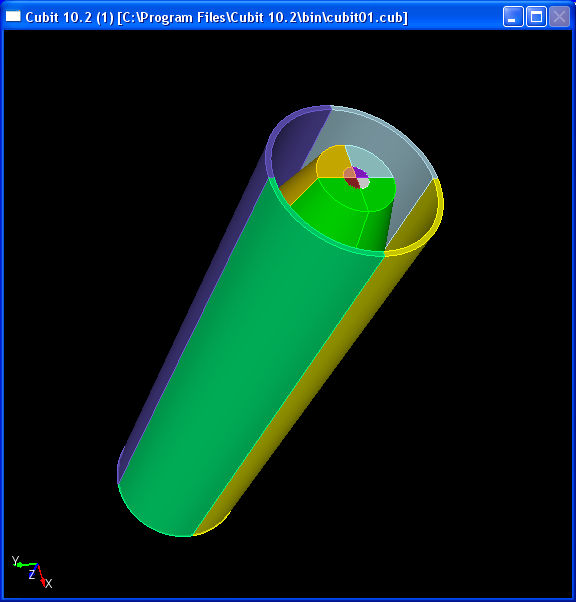 Cubit 10.2 (1) [C:\Program Files\Cubit 10.2\bin\cubit01.cub]
Y
Z
X